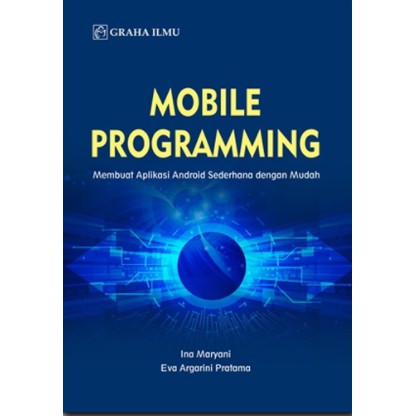 GRAHA ILMU
MOBILE
PROGRAMMING
Membuat Aplikasi Android Sederhana dengan Mudah
Ina Maryani
Eva Argarini Pratama